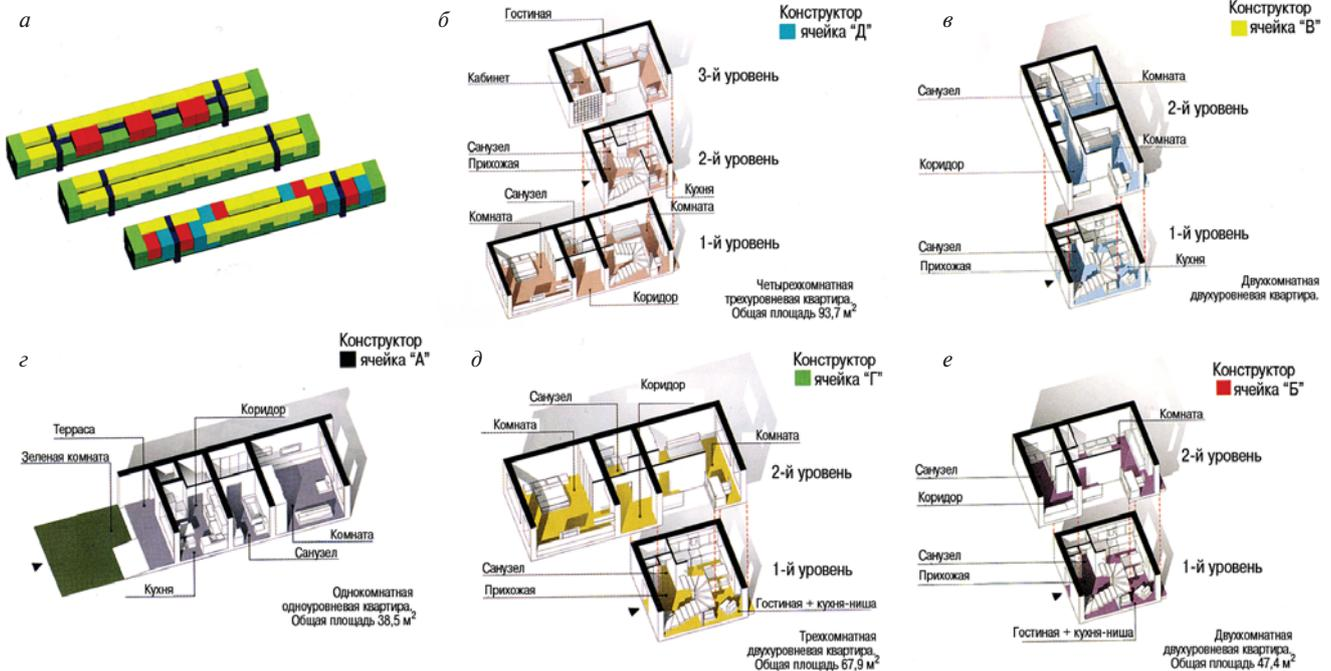 а
б
Гостиная
Конструктор
ячейка “Д”
Кабинет
3-й уровень
Санузел
Прихожая
2-й уровень
Кухня
Санузел
Комната
Комната
1-й уровень
Коридор
Четырехкомнатная
трехуровневая квартира.
Общая площадь 93,7 м²
в
Конструктор
ячейка “В”
Комната
Санузел
2-й уровень
Комната
Коридор
1-й уровень
Санузел
Прихожая
Кухня
Двухкомнатная
двухуровневая квартира.
г
Конструктор
ячейка “А”
Коридор
Терраса
Зеленая комната
Комната
Санузел
Кухня
Однокомнатная
одноуровневая квартира.
Общая площадь 38,5 м²
д
Конструктор
ячейка “Г”
Коридор
Санузел
Комната
Комната
2-й уровень
1-й уровень
Санузел
Прихожая
Гостиная + кухня-ниша
Трехкомнатная
двухуровневая квартира.
Общая площадь 67,9 м²
е
Конструктор
ячейка “Б”
Комната
2-й уровень
Санузел
Коридор
Санузел
1-й уровень
Прихожая
Гостиная + кухня-ниша
Двухкомнатная
двухуровневая квартира.
Общая площадь 47,4 м²